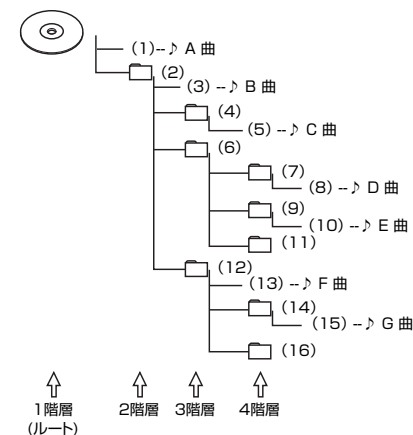 (1)--♪ A 曲
(2)
(3) --♪ B 曲
(4)
(5) --♪ C 曲
(6)
(7)
(8) --♪ D 曲
(9)
(10) --♪ E 曲
(11)
(12)
(13) --♪ F 曲
(14)
(15) --♪ G 曲
(16)
1階層 2階層 3階層 4階層
(ルート)